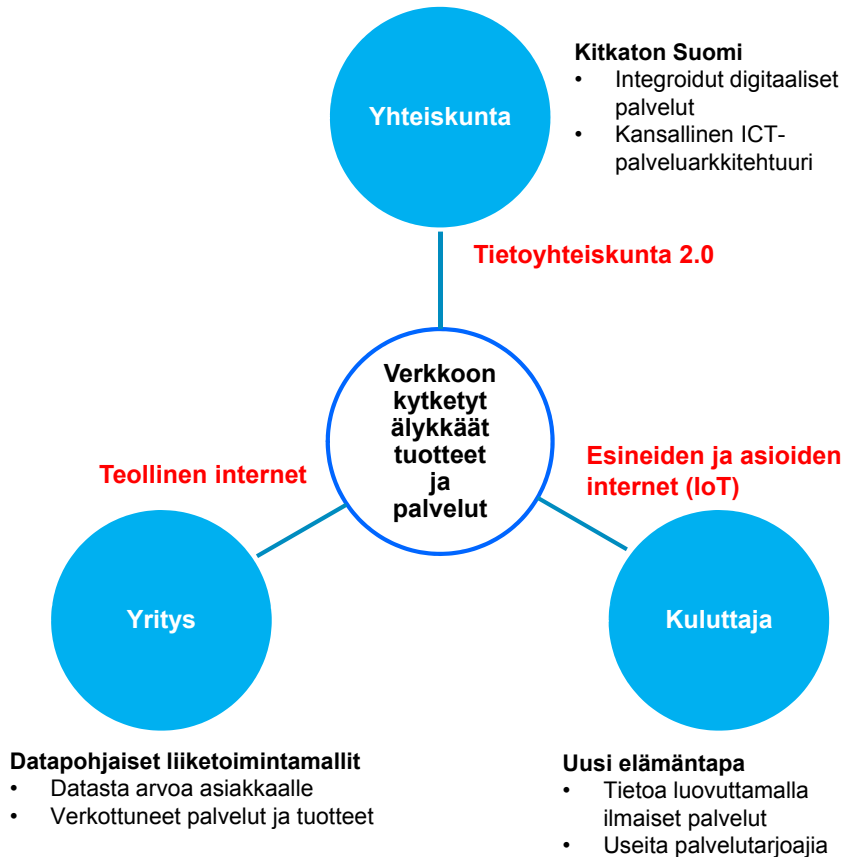 Kitkaton Suomi
• Integroidut digitaaliset
palvelut
• Kansallinen ICT-
palveluarkkitehtuuri
Yhteiskunta
Tietoyhteiskunta 2.0
Verkkoon
kytketyt
älykkäät
tuotteet
ja
palvelut
Teollinen internet
Esineiden ja asioiden
internet (IoT)
Yritys
Kuluttaja
Datapohjaiset liiketoimintamallit
• Datasta arvoa asiakkaalle
• Verkottuneet palvelut ja tuotteet
Uusi elämäntapa
• Tietoa luovuttamalla
ilmaiset palvelut
• Useita palvelutarjoajia